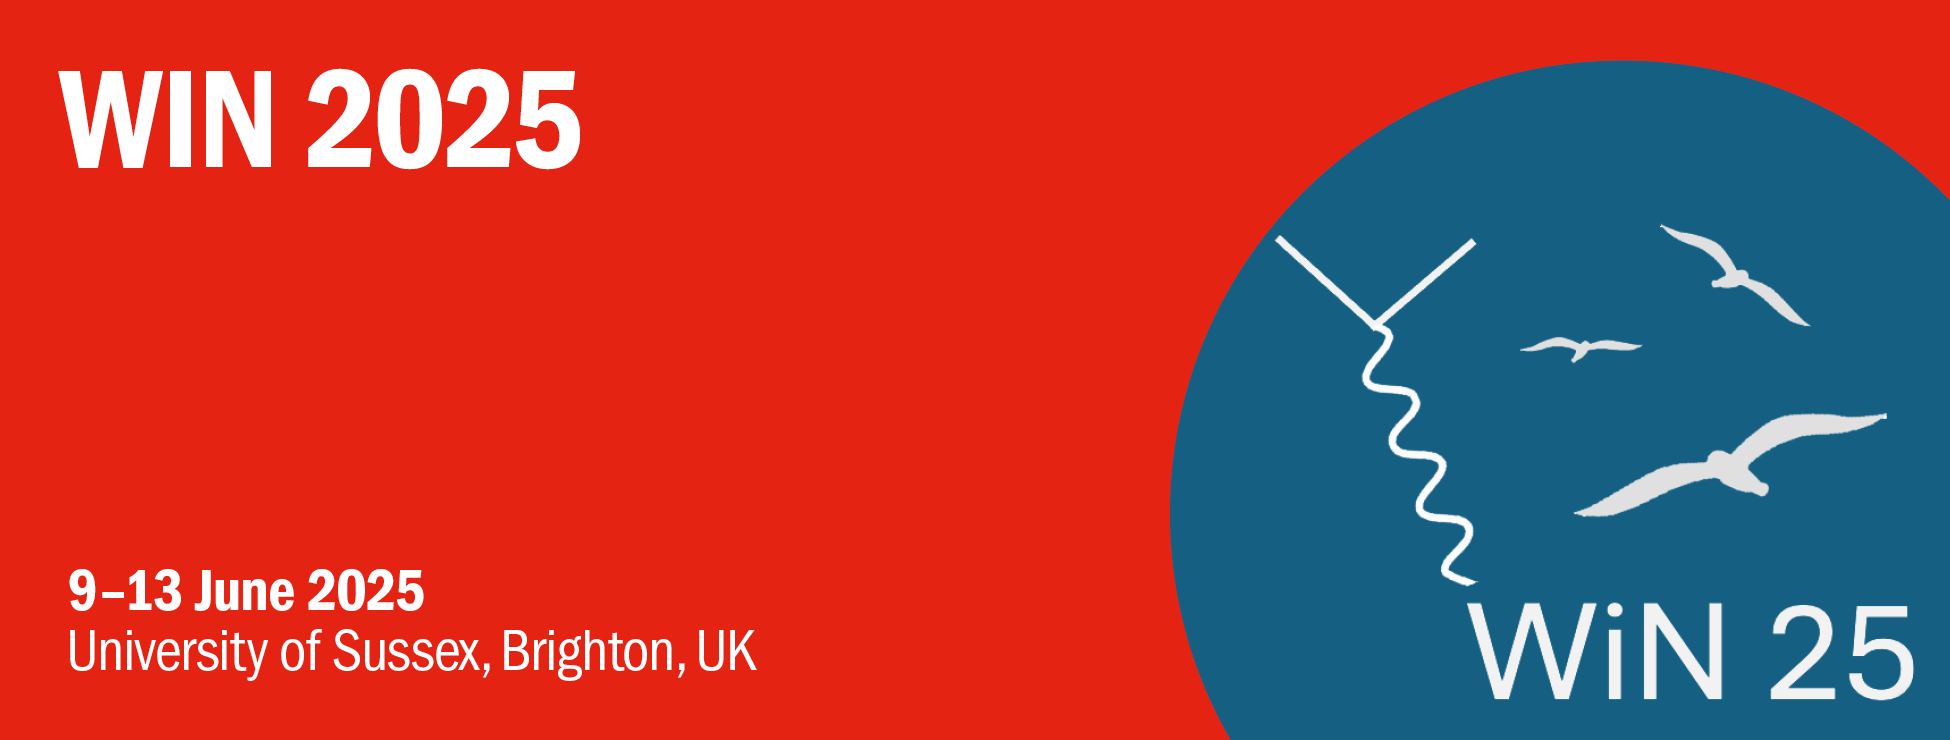 WIN 2025
9–13 June 2025
University of Sussex, Brighton, UK
WiN 25